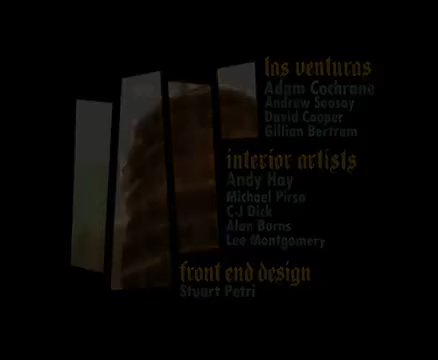 las venturas
Adam Cochrane
Andrew Soosay
David Cooper
Gillian Bertram
interior artists
Andy Hay
Michael Pirso
C-J Dick
Alan Burns
Lee Montgomery
front end design
Stuart Petri